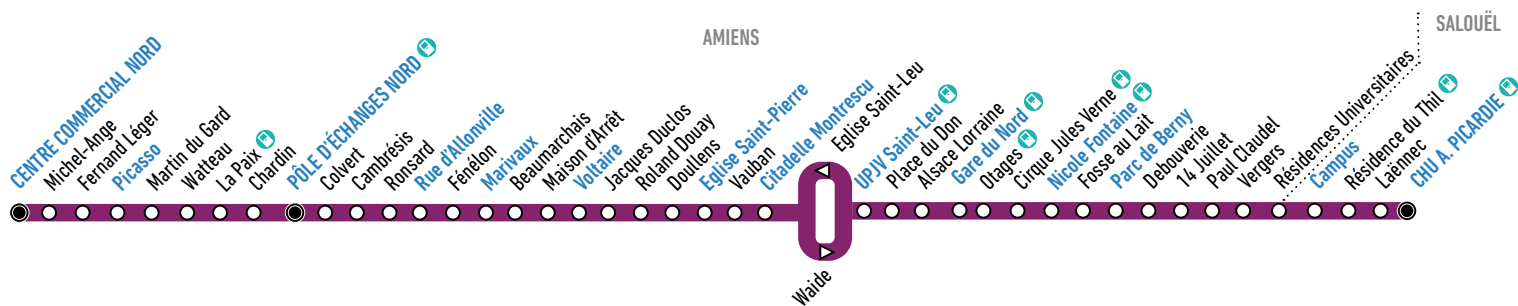 AMIENS
SALOUËL
CENTRE COMMERCIAL NORD
Michel-Ange
Fernand Léger
Picasso
Martin du Gard
Watteau
La Paix
Chardin
PÔLE D'ÉCHANGES NORD
Colvert
Cambrésis
Ronsard
Rue d'Allonville
Fénélon
Marivaux
Beaumarchais
Maison d'Arrêt
Voltaire
Jacques Duclos
Roland Douay
Doullens
Eglise Saint-Pierre
Vauban
Citadelle Montrescu
Eglise Saint-Leu
Waide
UPJV Saint-Leu
Place du Don
Alsace Lorraine
Gare du Nord
Otages
Cirque Jules Verne
Nicole Fontaine
Fosse au Lait
Parc de Berny
Debouverie
14 Juillet
Paul Claudel
Vergers
Résidences Universitaires
Campus
Résidence du Thil
Laënnec
CHU A. PICARDIE